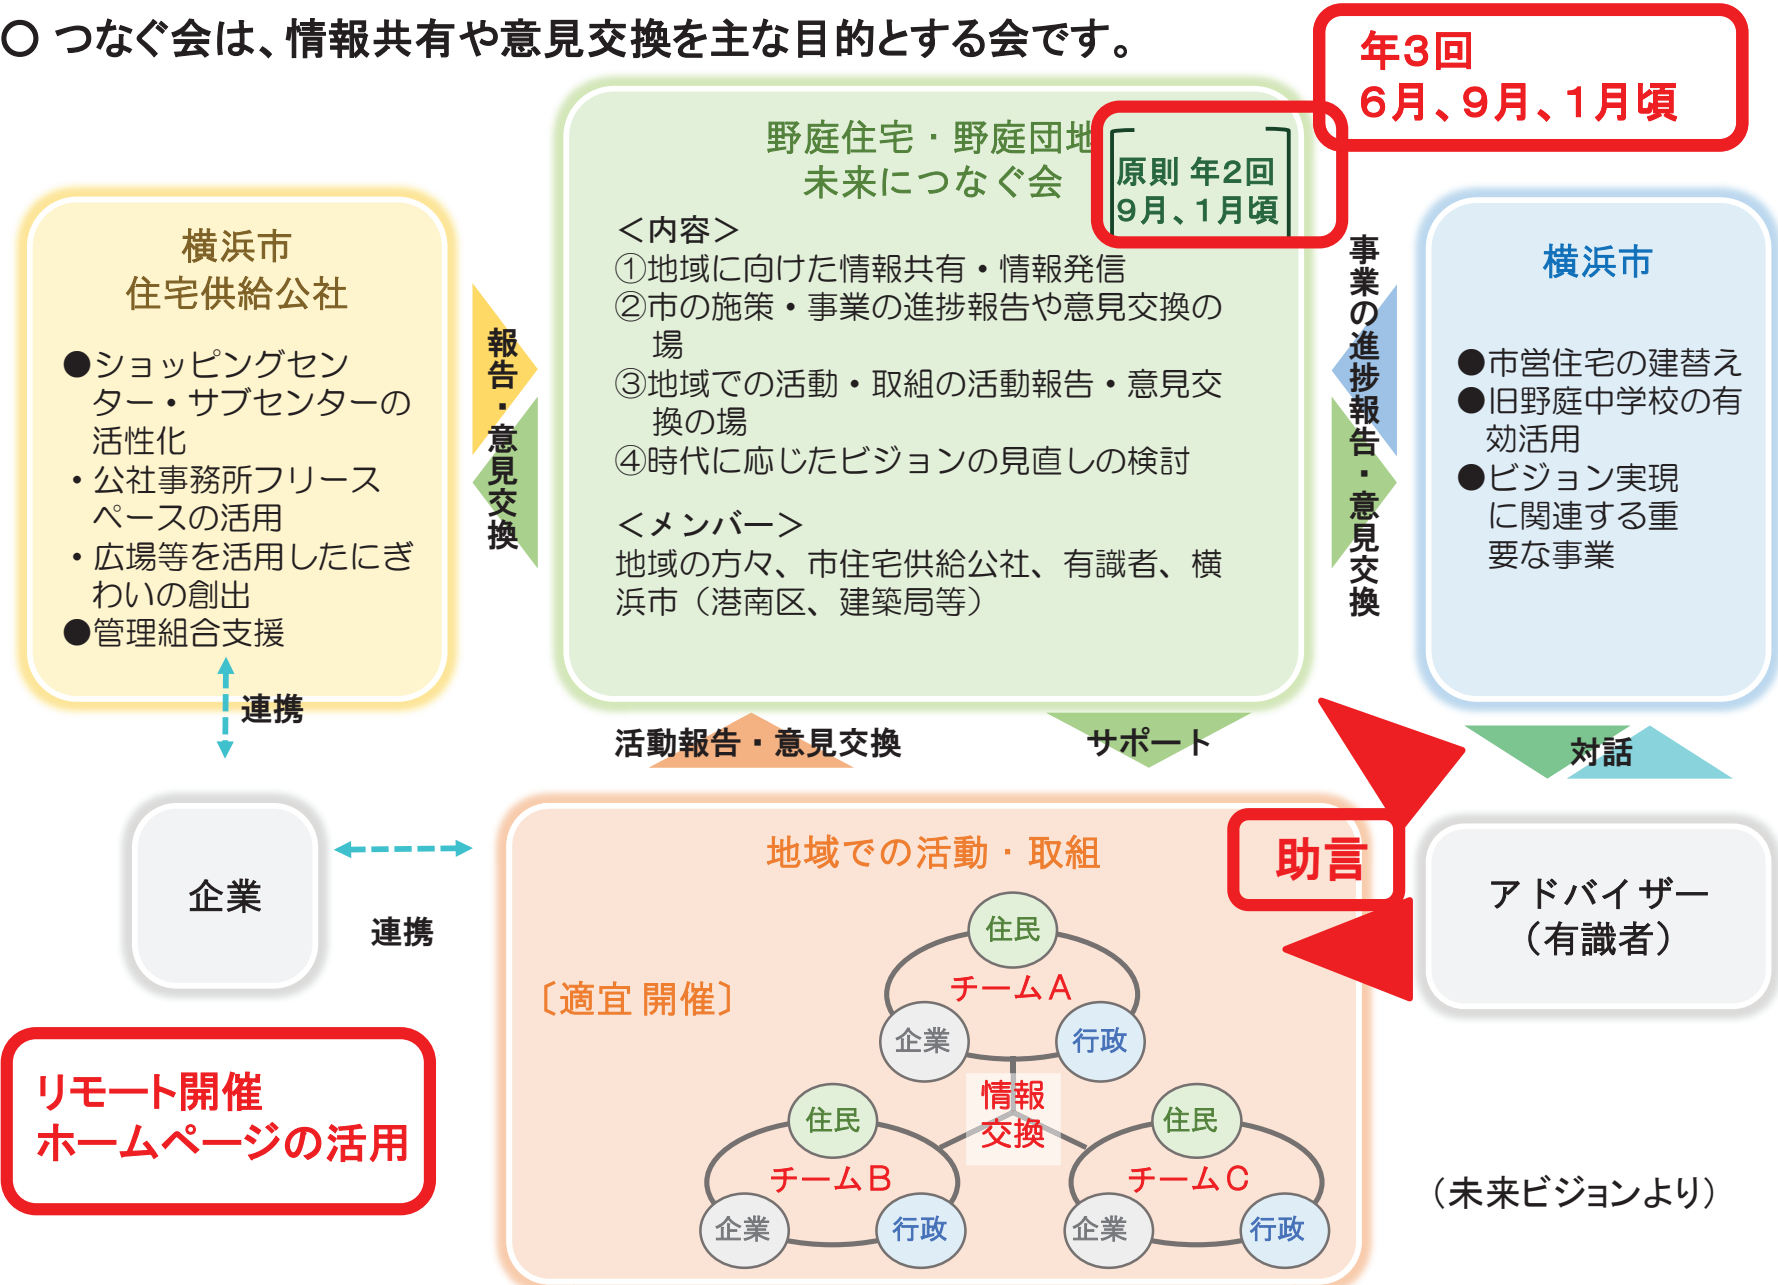 ○ つなぐ会は、情報共有や意見交換を主な目的とする会です。
年3回
6月、9月、1月頃
野庭住宅・野庭団地
未来につなぐ会
原則 年2回
9月、1月頃
＜内容＞
①地域に向けた情報共有・情報発信
②市の施策・事業の進捗報告や意見交換の
場
③地域での活動・取組の活動報告・意見交
換の場
④時代に応じたビジョンの見直しの検討
＜メンバー＞
地域の方々、市住宅供給公社、有識者、横
浜市（港南区、建築局等）
横浜市
住宅供給公社
●ショッピングセン
ター・サブセンターの
活性化
・公社事務所フリース
ペースの活用
・広場等を活用したにぎ
わいの創出
●管理組合支援
報告・意見交換
事業の進捗報告・意見交換
横浜市
●市営住宅の建替え
●旧野庭中学校の有
効活用
●ビジョン実現
に関連する重
要な事業
連携
活動報告・意見交換
サポート
対話
企業
連携
地域での活動・取組
助言
アドバイザー
（有識者）
〔適宜 開催〕
住民
チームA
企業
行政
情報
交換
住民
チームB
企業
行政
住民
チームC
企業
行政
リモート開催
ホームページの活用
（未来ビジョンより）